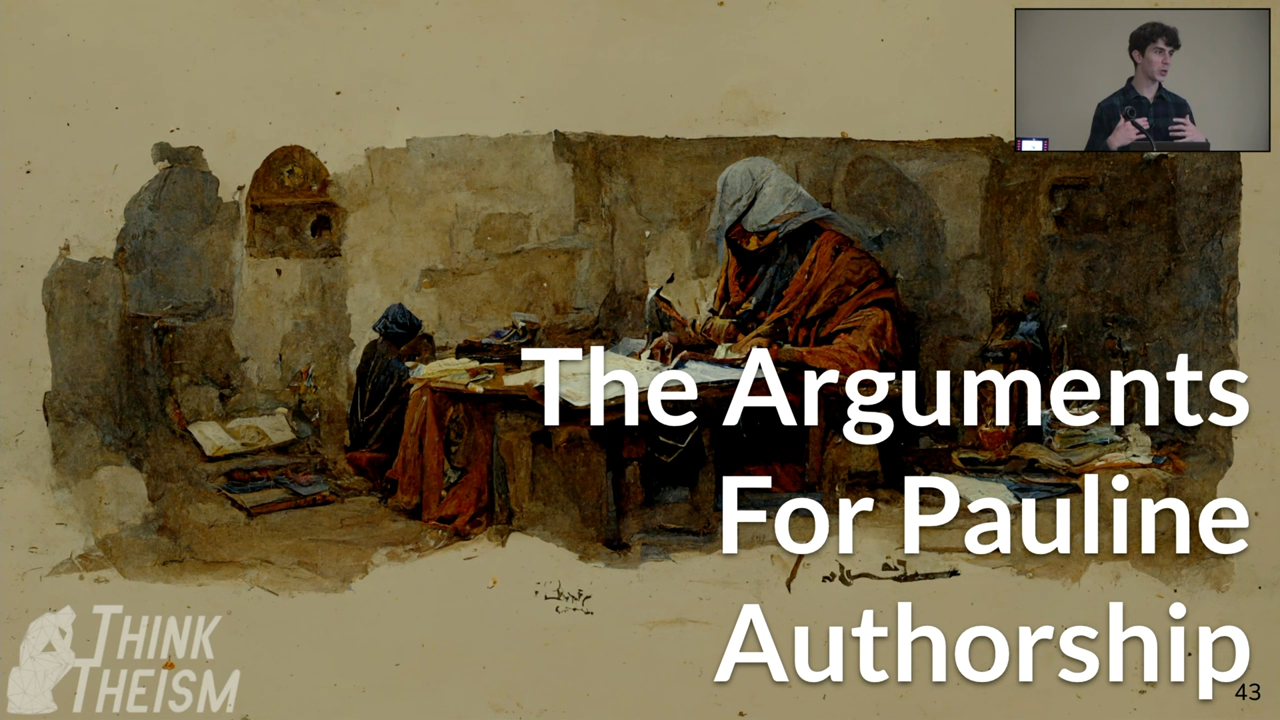 The Arguments
For Pauline
Authorship
THINK
THEISM
43